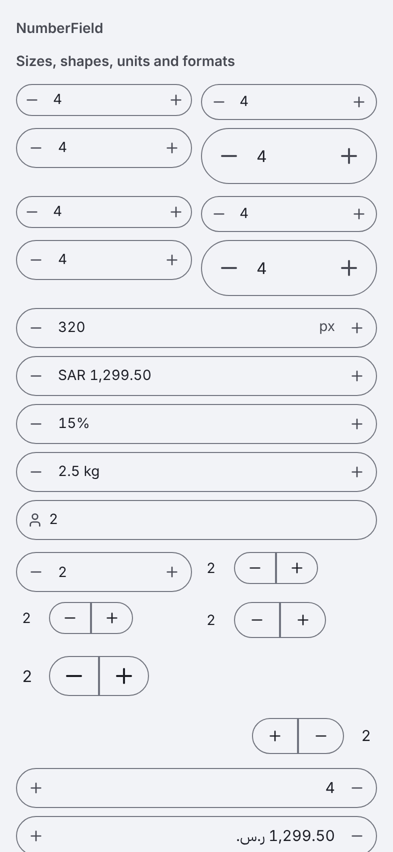 NumberField
Sizes, shapes, units and formats
− 4 + − 4 +
− 4 + − 4 +
− 4 + − 4 +
− 4 + − 4 +
− 320 px +
− SAR 1,299.50 +
− 15% +
− 2.5 kg +
2
− 2 + 2 − +
2 − + 2 − +
2 − +
+ − 2
+ 4 −
+ 1,299.50 ر.س. −